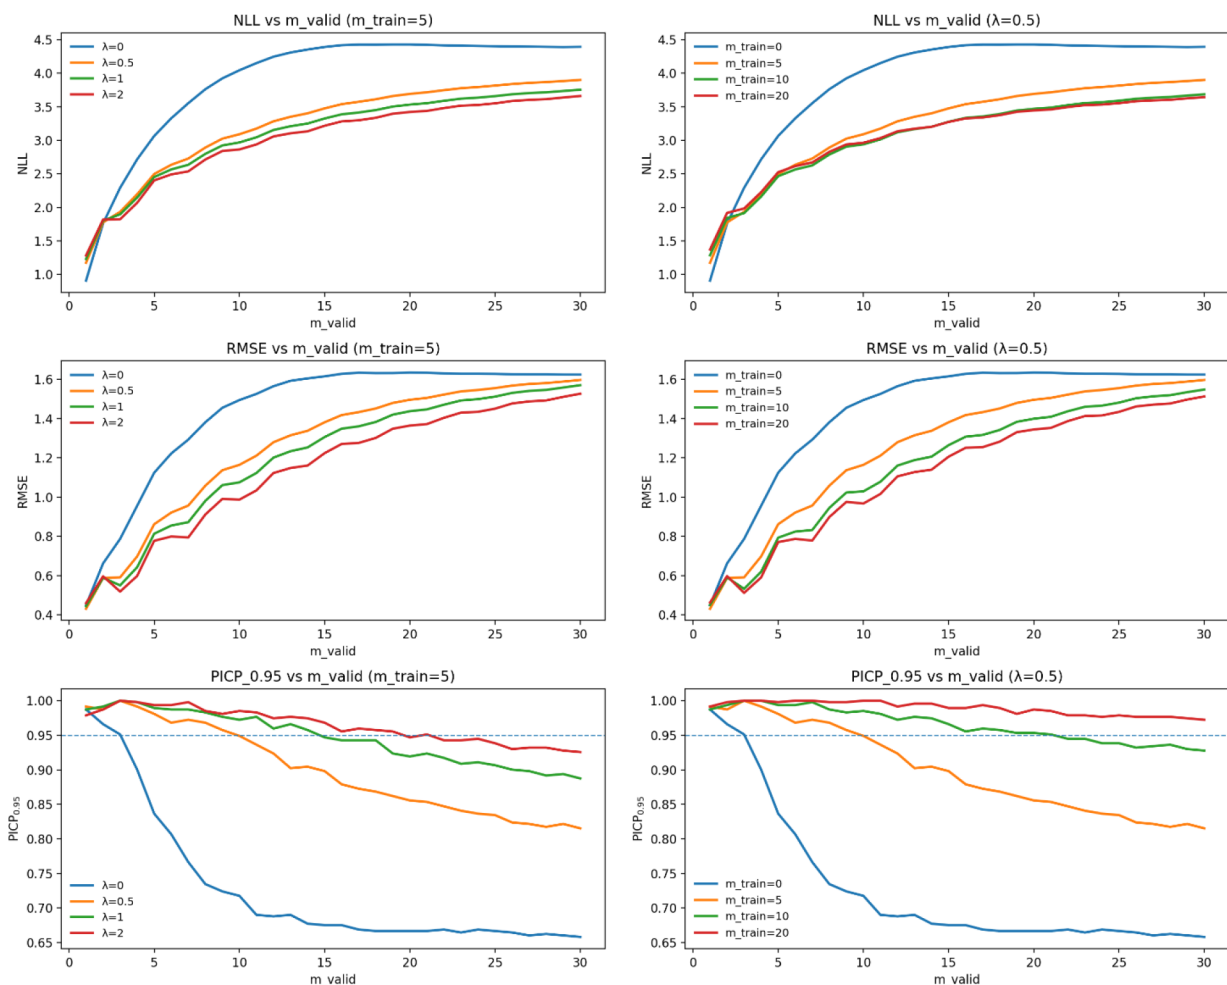 NLL vs m_valid (m_train=5)
NLL
4.5
4.0
3.5
3.0
2.5
2.0
1.5
1.0
λ=0
λ=0.5
λ=1
λ=2
0 5 10 15 20 25 30
m_valid
NLL vs m_valid (λ=0.5)
NLL
4.5
4.0
3.5
3.0
2.5
2.0
1.5
1.0
m_train=0
m_train=5
m_train=10
m_train=20
0 5 10 15 20 25 30
m_valid
RMSE vs m_valid (m_train=5)
RMSE
1.6
1.4
1.2
1.0
0.8
0.6
0.4
λ=0
λ=0.5
λ=1
λ=2
0 5 10 15 20 25 30
m_valid
RMSE vs m_valid (λ=0.5)
RMSE
1.6
1.4
1.2
1.0
0.8
0.6
0.4
m_train=0
m_train=5
m_train=10
m_train=20
0 5 10 15 20 25 30
m_valid
PICP_0.95 vs m_valid (m_train=5)
PICP₀.₉₅
1.00
0.95
0.90
0.85
0.80
0.75
0.70
0.65
λ=0
λ=0.5
λ=1
λ=2
0 5 10 15 20 25 30
m_valid
PICP_0.95 vs m_valid (λ=0.5)
PICP₀.₉₅
1.00
0.95
0.90
0.85
0.80
0.75
0.70
0.65
m_train=0
m_train=5
m_train=10
m_train=20
0 5 10 15 20 25 30
m_valid